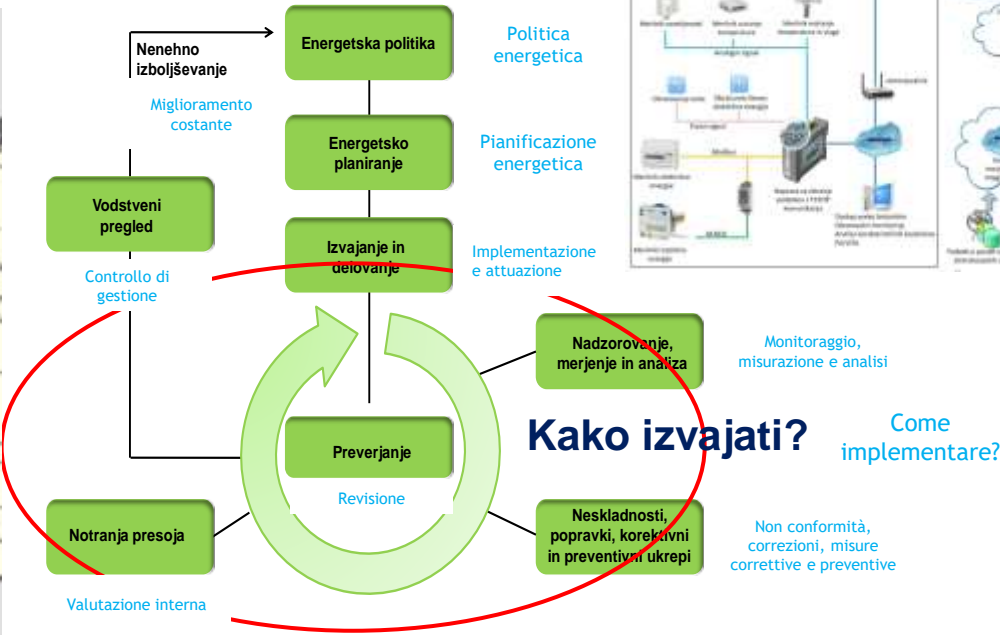 Nenehno
izboljševanje
Miglioramento
costante
Energetska politika
Politica
energetica
Energetsko
planiranje
Pianificazione
energetica
Vodstveni
pregled
Controllo di
gestione
Izvajanje in
delovanje
Implementazione
e attuazione
Nadzorovanje,
merjenje in analiza
Monitoraggio,
misurazione e analisi
Kako izvajati?
Come
implementare?
Preverjanje
Revisione
Notranja presoja
Valutazione interna
Neskladnosti,
popravki, korektivni
in preventivni ukrepi
Non conformità,
correzioni, misure
correttive e preventive